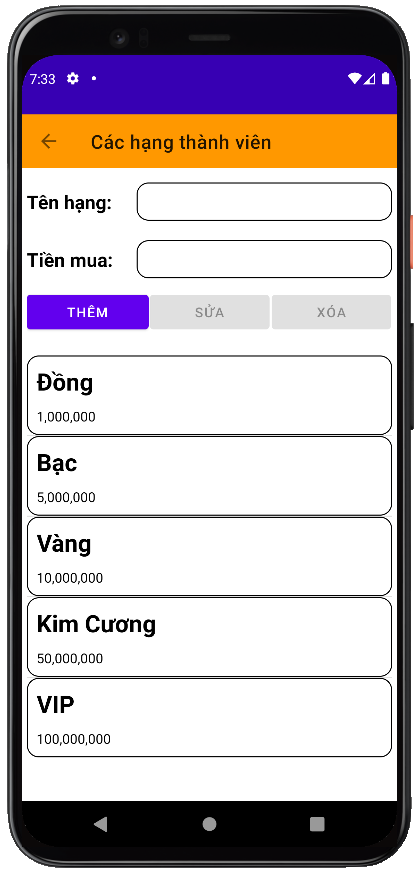 7:33
Các hạng thành viên
Tên hạng:
Tiền mua:
THÊM SỬA XÓA
Đồng
1,000,000
Bạc
5,000,000
Vàng
10,000,000
Kim Cương
50,000,000
VIP
100,000,000